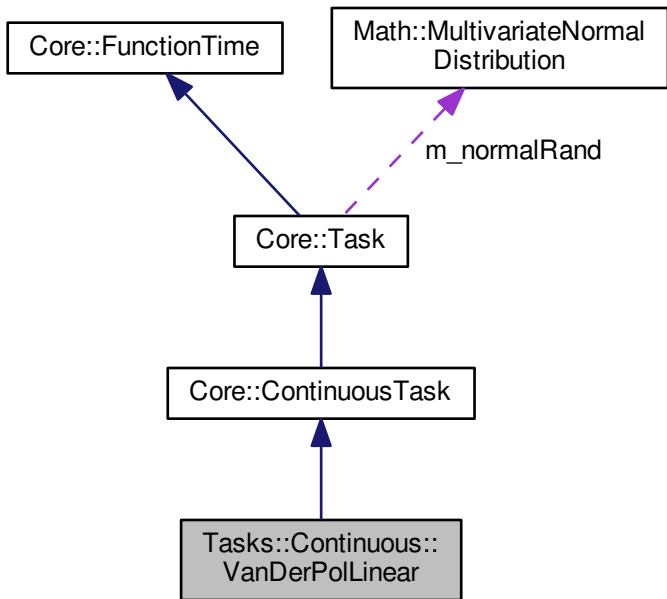 Core::FunctionTime
Math::MultivariateNormal
Distribution
m_normalRand
Core::Task
Core::ContinuousTask
Tasks::Continuous::
VanDerPolLinear